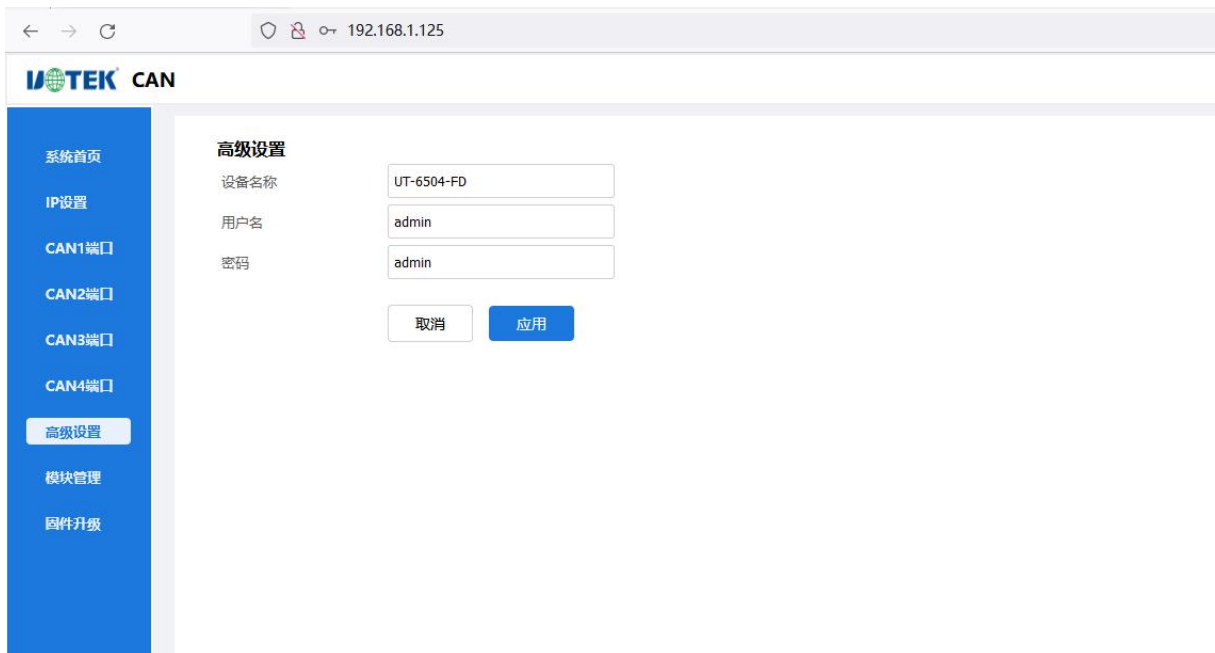 192.168.1.125
UOTEK CAN
系统首页
IP设置
CAN1端口
CAN2端口
CAN3端口
CAN4端口
高级设置
模块管理
固件升级
高级设置
设备名称 UT-6504-FD
用户名 admin
密码 admin
取消 应用